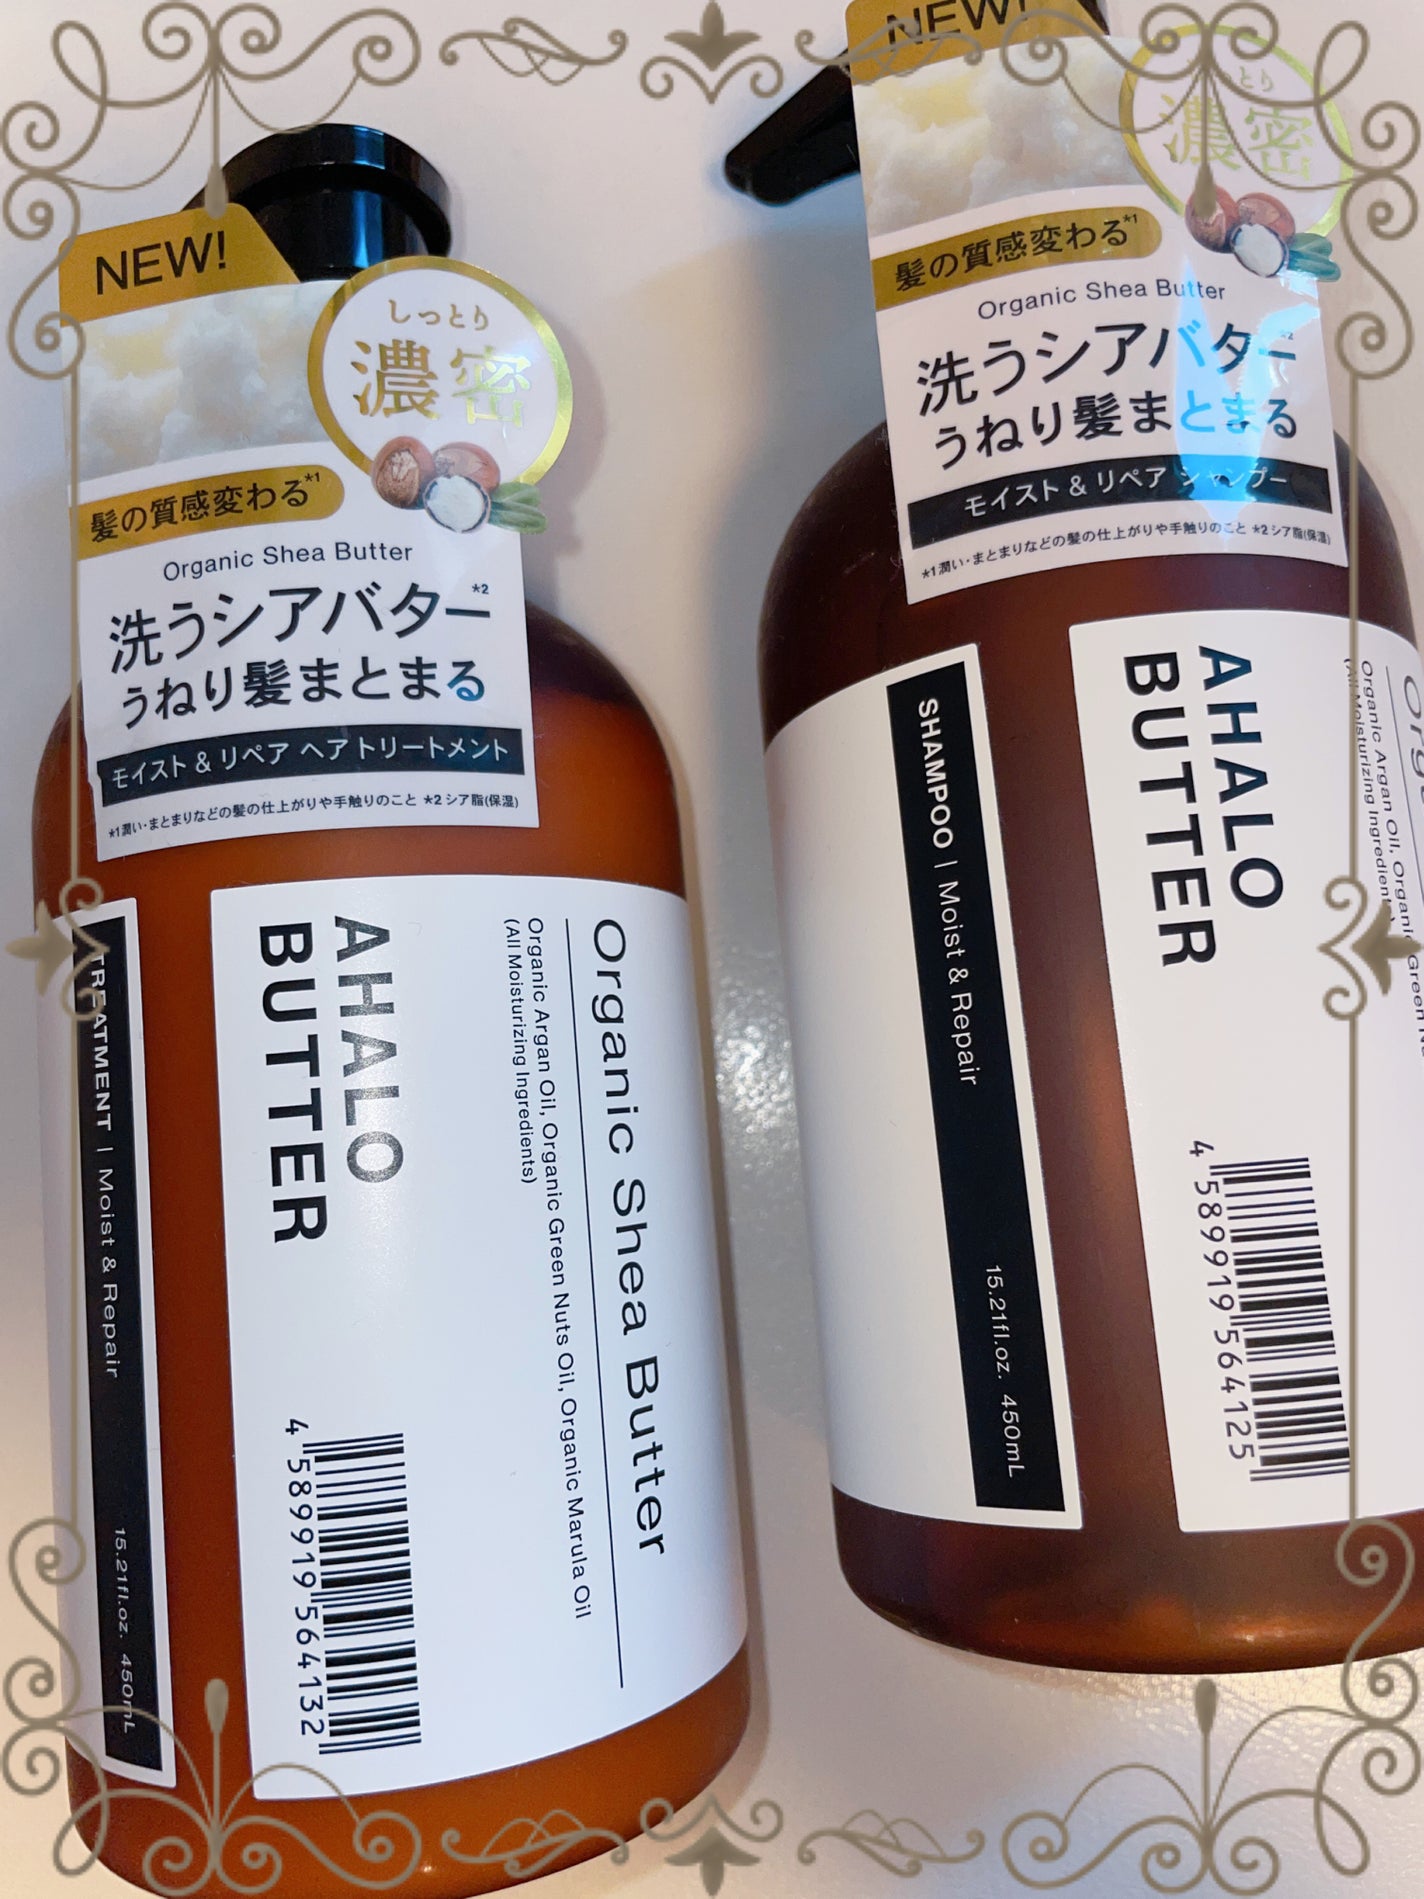 NEW!
しっとり
濃密
髪の質感変わる*1
Organic Shea Butter
洗うシアバター*2
うねり髪まとまる
モイスト & リペア ヘア トリートメント
*1潤い・まとまりなどの髪の仕上がりや手触りのこと *2 シア脂(保湿)
Organic Shea Butter
Organic Argan Oil, Organic Green Nuts Oil, Organic Marula Oil
(All Moisturizing Ingredients)
AHALO
BUTTER
4 589919 564132
TREATMENT | Moist & Repair 15.21fl.oz. 450mL
NEW!
濃密
髪の質感変わる*1
Organic Shea Butter
洗うシアバター*2
うねり髪まとまる
モイスト & リペア シャンプー
*1潤い・まとまりなどの髪の仕上がりや手触りのこと *2 シア脂(保湿)
Organic Argan Oil, Organic Green
(All Moisturizing Ingredients)
AHALO
BUTTER
4 589919 564125
SHAMPOO | Moist & Repair 15.21fl.oz. 450mL